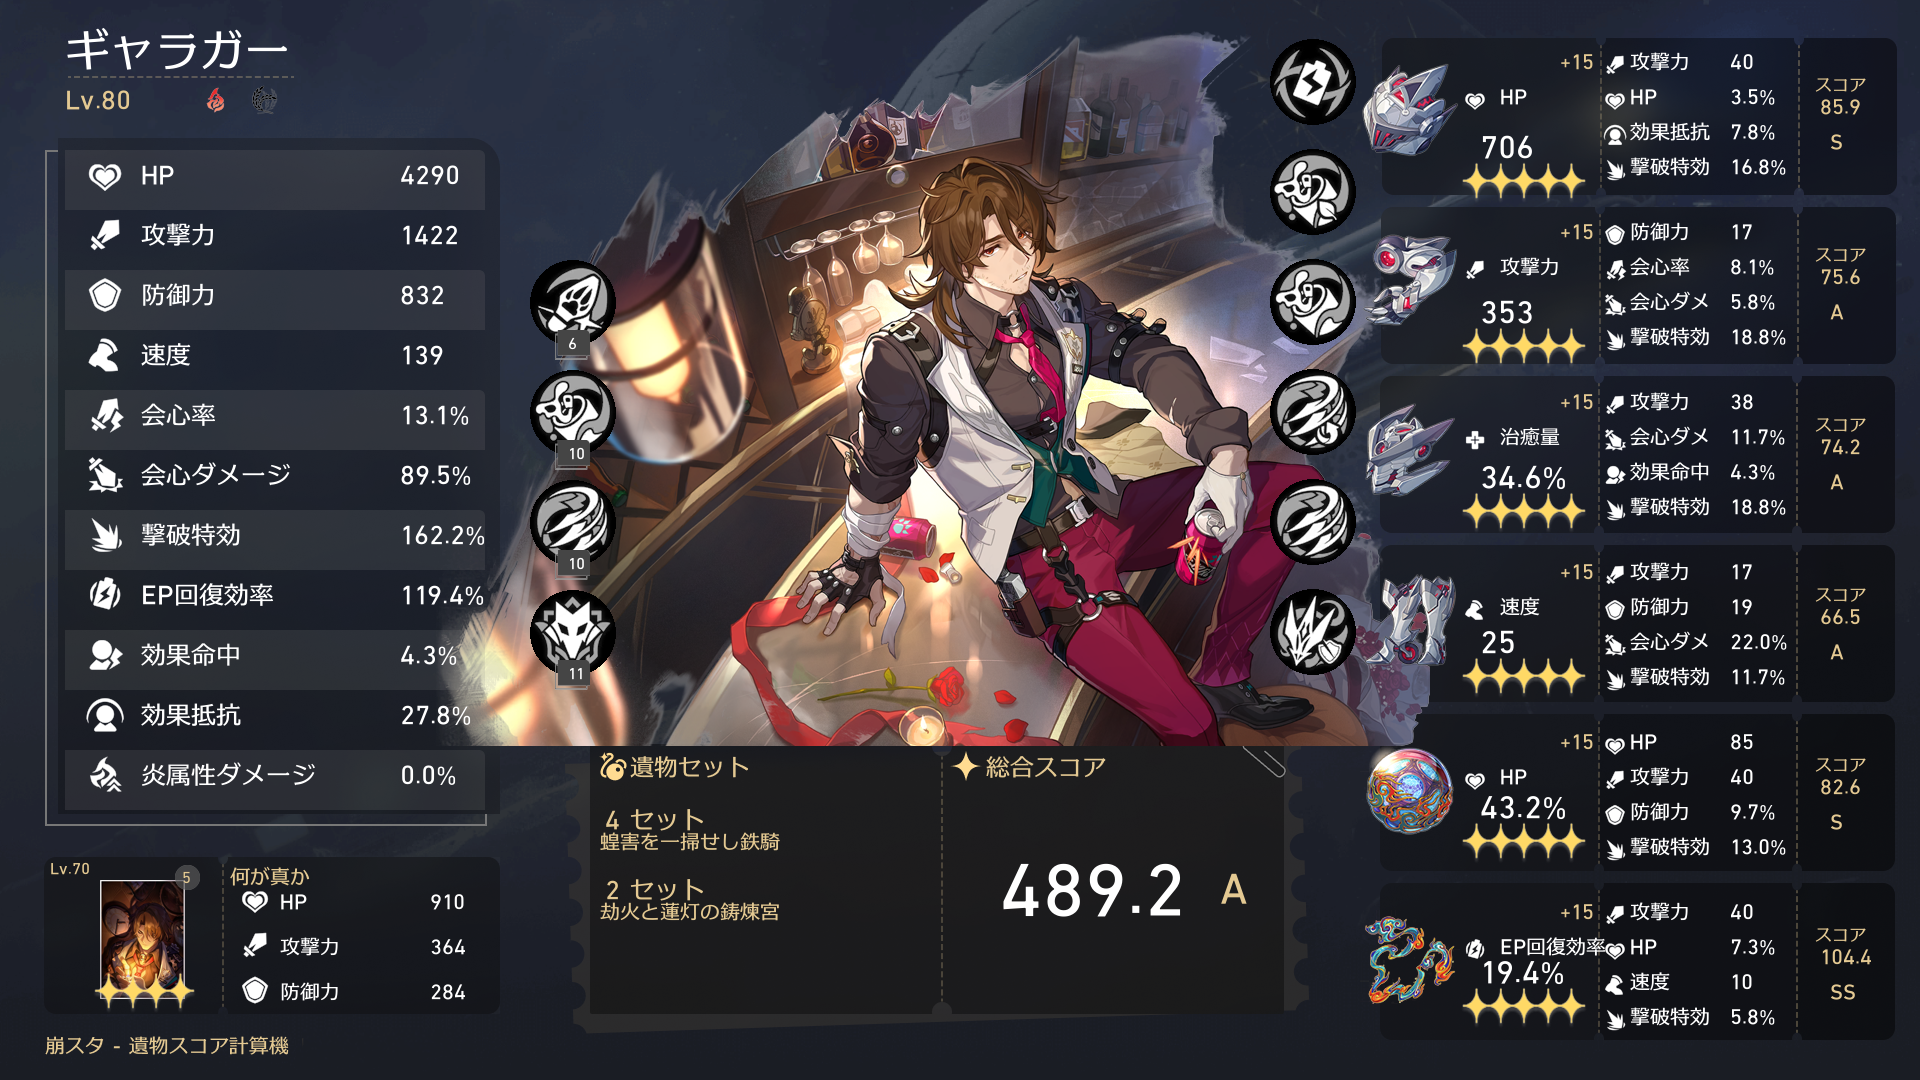 ギャラガー
Lv.80
HP 4290
攻撃力 1422
防御力 832
速度 139
会心率 13.1%
会心ダメージ 89.5%
撃破特効 162.2%
EP回復効率 119.4%
効果命中 4.3%
効果抵抗 27.8%
炎属性ダメージ 0.0%
Lv.70
5
何が真か
HP 910
攻撃力 364
防御力 284
崩スタ - 遺物スコア計算機
6
10
10
11
遺物セット
4 セット
蝗害を一掃せし鉄騎
2 セット
劫火と蓮灯の鋳煉宮
総合スコア
489.2 A
+15
HP
706
攻撃力 40
HP 3.5%
効果抵抗 7.8%
撃破特効 16.8%
スコア
85.9
S
+15
攻撃力
353
防御力 17
会心率 8.1%
会心ダメ 5.8%
撃破特効 18.8%
スコア
75.6
A
+15
治癒量
34.6%
攻撃力 38
会心ダメ 11.7%
効果命中 4.3%
撃破特効 18.8%
スコア
74.2
A
+15
速度
25
攻撃力 17
防御力 19
会心ダメ 22.0%
撃破特効 11.7%
スコア
66.5
A
+15
HP
43.2%
HP 85
攻撃力 40
防御力 9.7%
撃破特効 13.0%
スコア
82.6
S
+15
EP回復効率
19.4%
攻撃力 40
HP 7.3%
速度 10
撃破特効 5.8%
スコア
104.4
SS